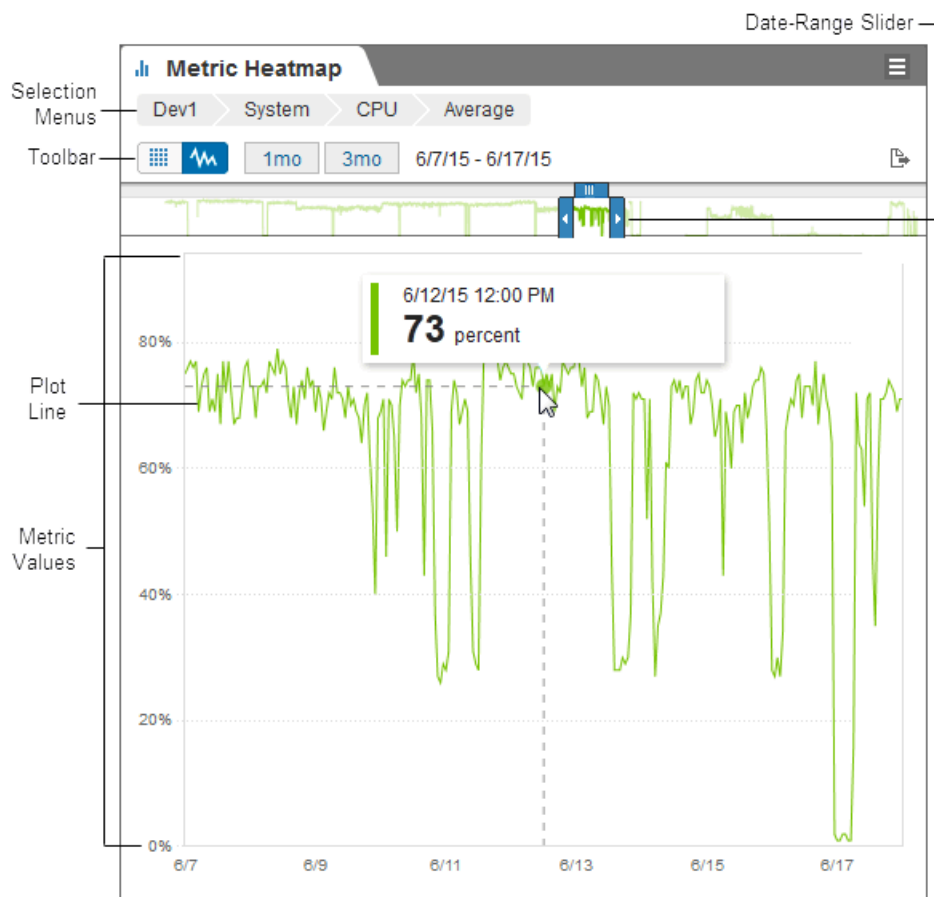 Date-Range Slider
Metric Heatmap
Selection
Menus
Dev1 System CPU Average
Toolbar
1mo 3mo 6/7/15 - 6/17/15
6/12/15 12:00 PM
73 percent
80%
Plot
Line
60%
Metric
Values
40%
20%
0%
6/7 6/9 6/11 6/13 6/15 6/17